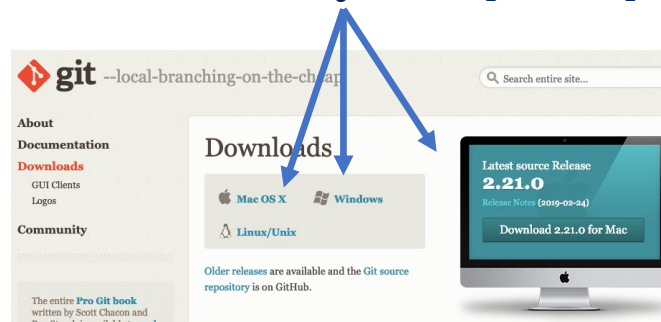 git --local-branching-on-the-cheap
Search entire site...
About
Documentation
Downloads
GUI Clients
Logos
Community
The entire Pro Git book
written by Scott Chacon and
Downloads
Mac OS X
Windows
Linux/Unix
Older releases are available and the Git source
repository is on GitHub.
Latest source Release
2.21.0
Release Notes (2019-02-24)
Download 2.21.0 for Mac